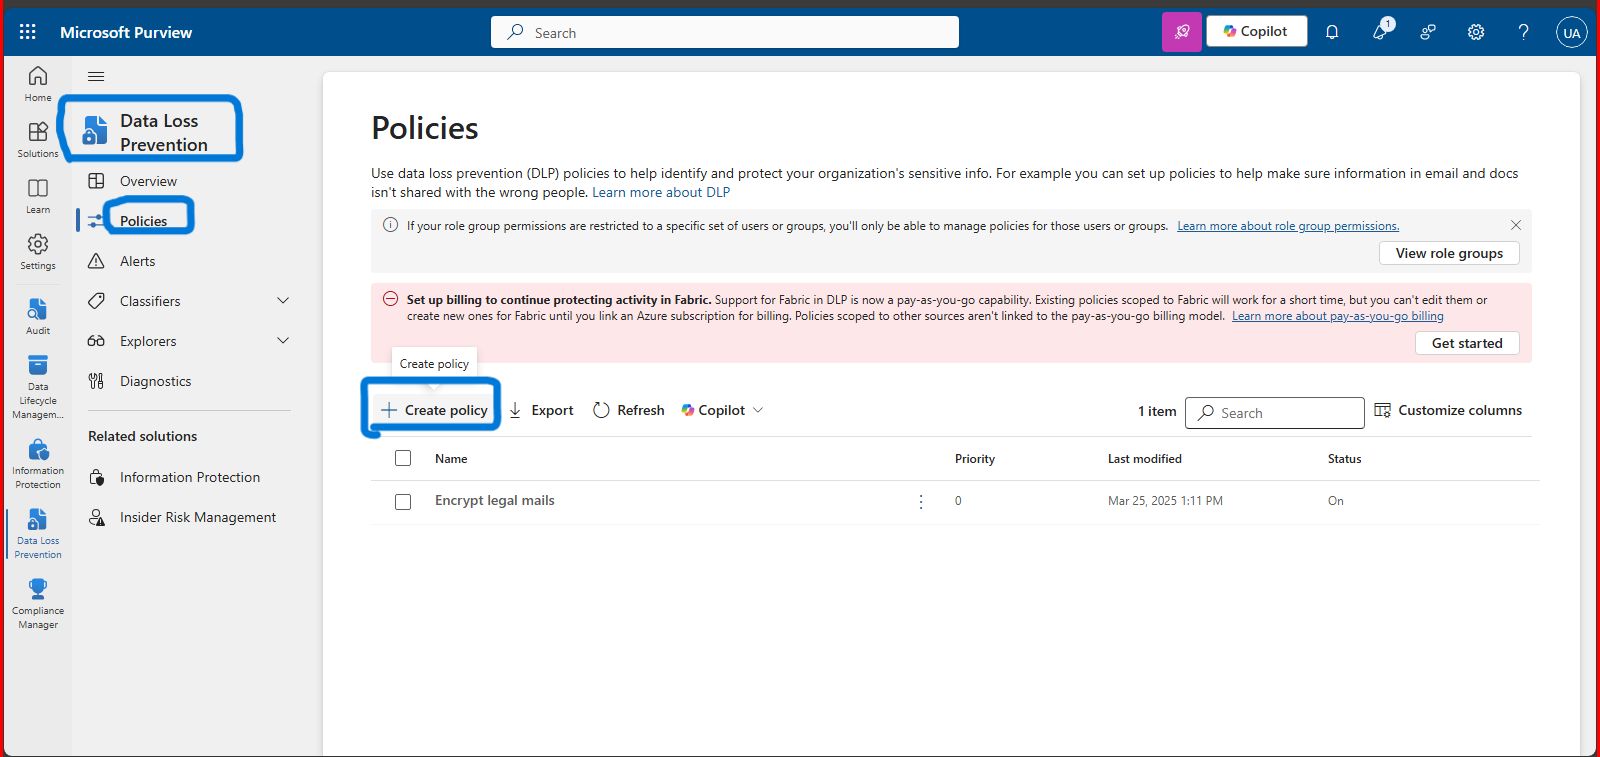 Microsoft Purview
Search
Copilot
1
UA
Home
Solutions
Learn
Settings
Audit
Data
Lifecycle
Managem...
Information
Protection
Data Loss
Prevention
Compliance
Manager
Data Loss
Prevention
Overview
Policies
Alerts
Classifiers
Explorers
Diagnostics
Related solutions
Information Protection
Insider Risk Management
Policies
Use data loss prevention (DLP) policies to help identify and protect your organization's sensitive info. For example you can set up policies to help make sure information in email and docs
isn't shared with the wrong people. Learn more about DLP
If your role group permissions are restricted to a specific set of users or groups, you'll only be able to manage policies for those users or groups. Learn more about role group permissions.
View role groups
Set up billing to continue protecting activity in Fabric. Support for Fabric in DLP is now a pay-as-you-go capability. Existing policies scoped to Fabric will work for a short time, but you can't edit them or
create new ones for Fabric until you link an Azure subscription for billing. Policies scoped to other sources aren't linked to the pay-as-you-go billing model. Learn more about pay-as-you-go billing
Get started
Create policy
Create policy Export Refresh Copilot 1 item Search Customize columns
Name Priority Last modified Status
Encrypt legal mails 0 Mar 25, 2025 1:11 PM On